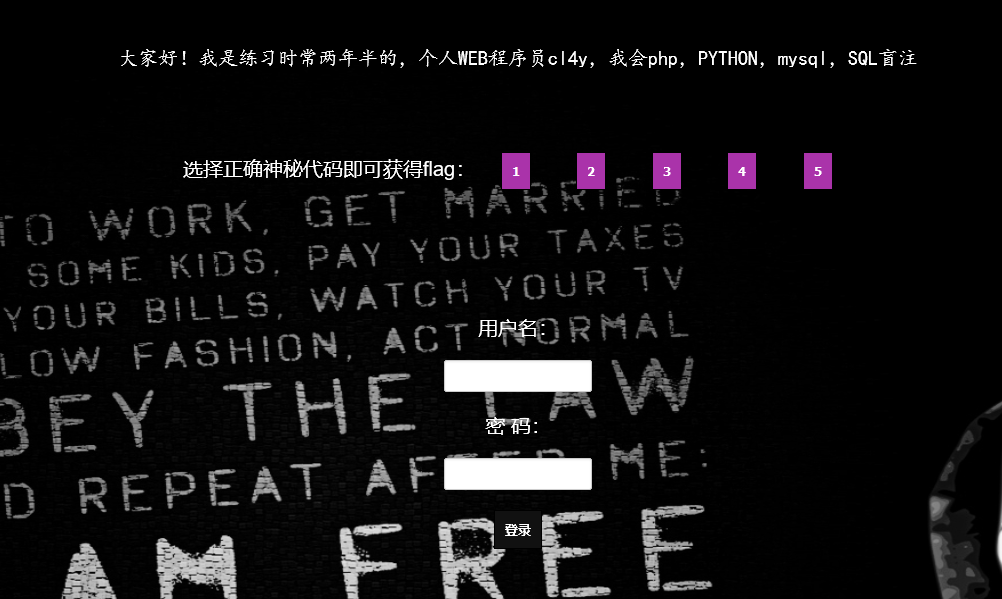 大家好！我是练习时常两年半的，个人WEB程序员cl4y，我会php，PYTHON，mysql，SQL盲注
选择正确神秘代码即可获得flag： 1 2 3 4 5
TO WORK, GET MARRIED
SOME KIDS, PAY YOUR TAXES
YOUR BILLS, WATCH YOUR TV
LOW FASHION, ACT NORMAL
用户名：
BEY THE LAW
密 码：
D REPEAT AFTER ME:
登录
AM FREE